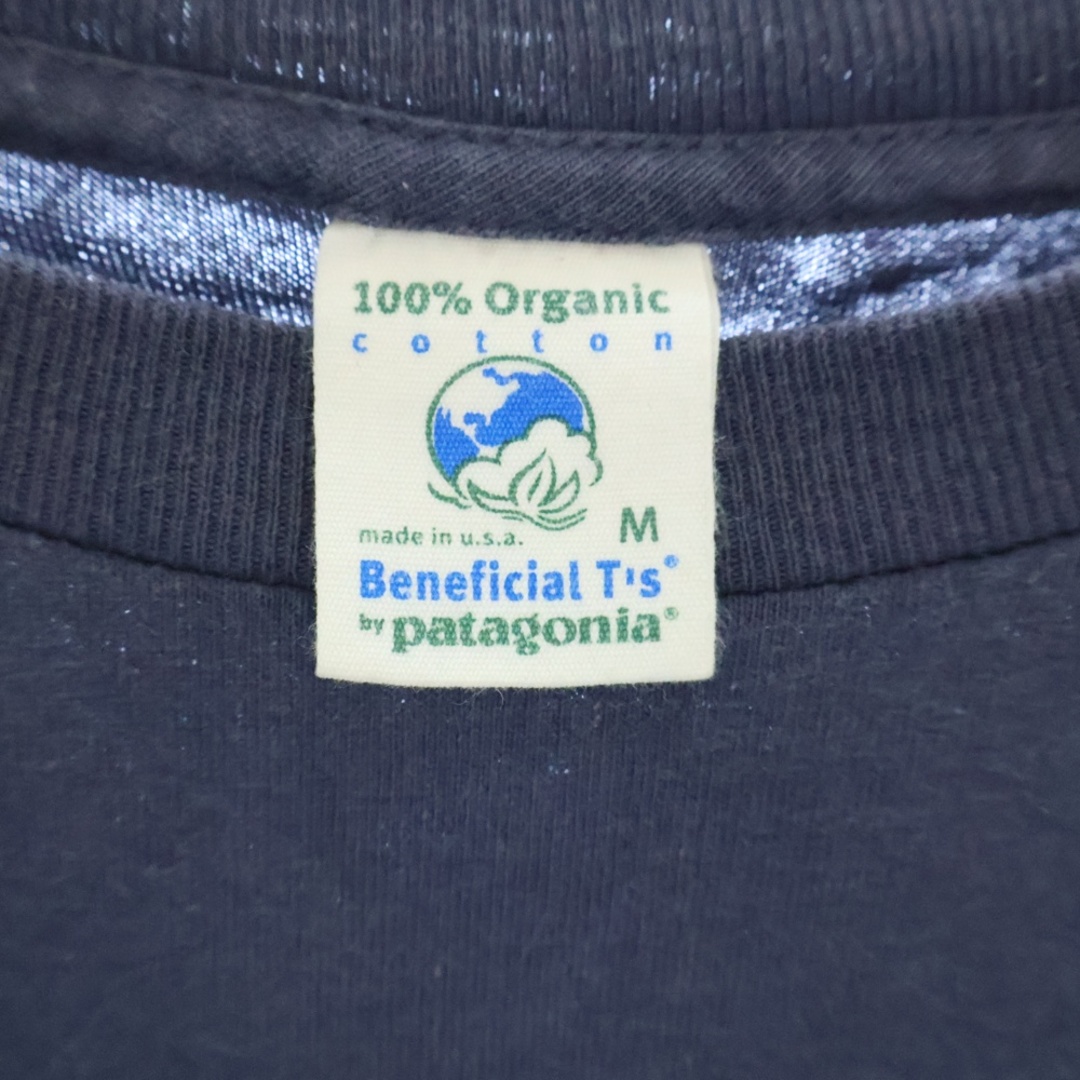 100% Organic
cotton
made in u.s.a. M
Beneficial T's®
by patagonia®